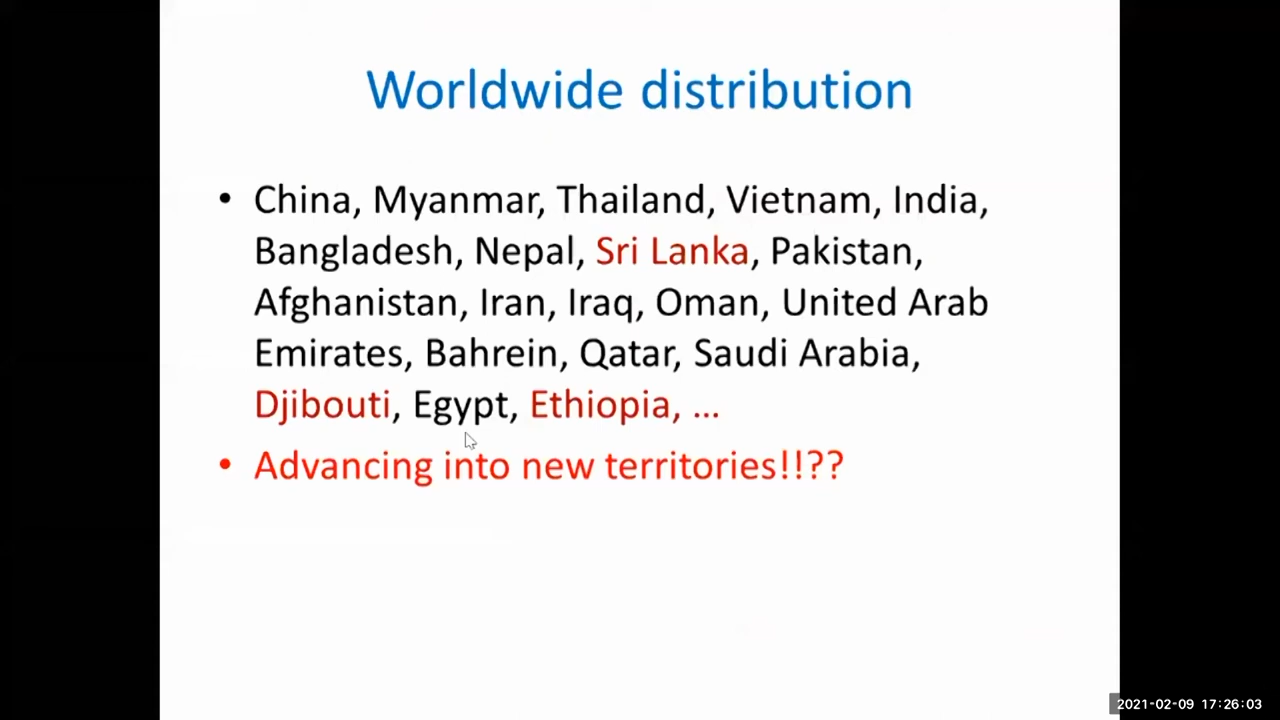 Worldwide distribution
• China, Myanmar, Thailand, Vietnam, India,
Bangladesh, Nepal, Sri Lanka, Pakistan,
Afghanistan, Iran, Iraq, Oman, United Arab
Emirates, Bahrein, Qatar, Saudi Arabia,
Djibouti, Egypt, Ethiopia, ...
• Advancing into new territories!!??
2021-02-09 17:26:03